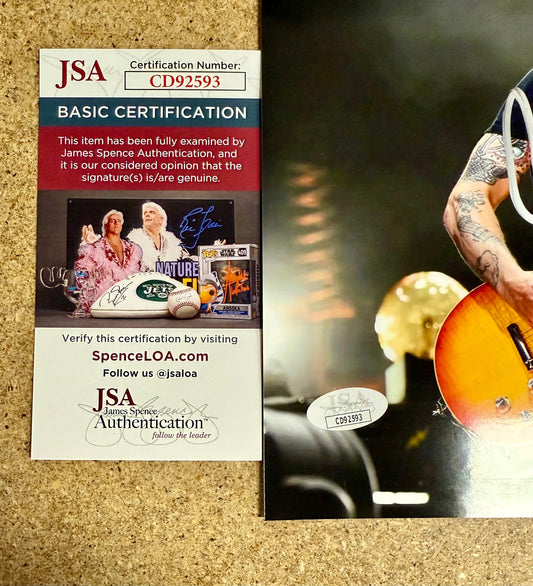 JSA
Certification Number:
CD92593
BASIC CERTIFICATION
This item has been fully examined by
James Spence Authentication, and
it is our considered opinion that the
signature(s) is/are genuine.
NATURE
JETS
Verify this certification by visiting
SpenceLOA.com
Follow us @jsaloa
JSA
James Spence
Authentication™
follow the leader
JSA
CD92593